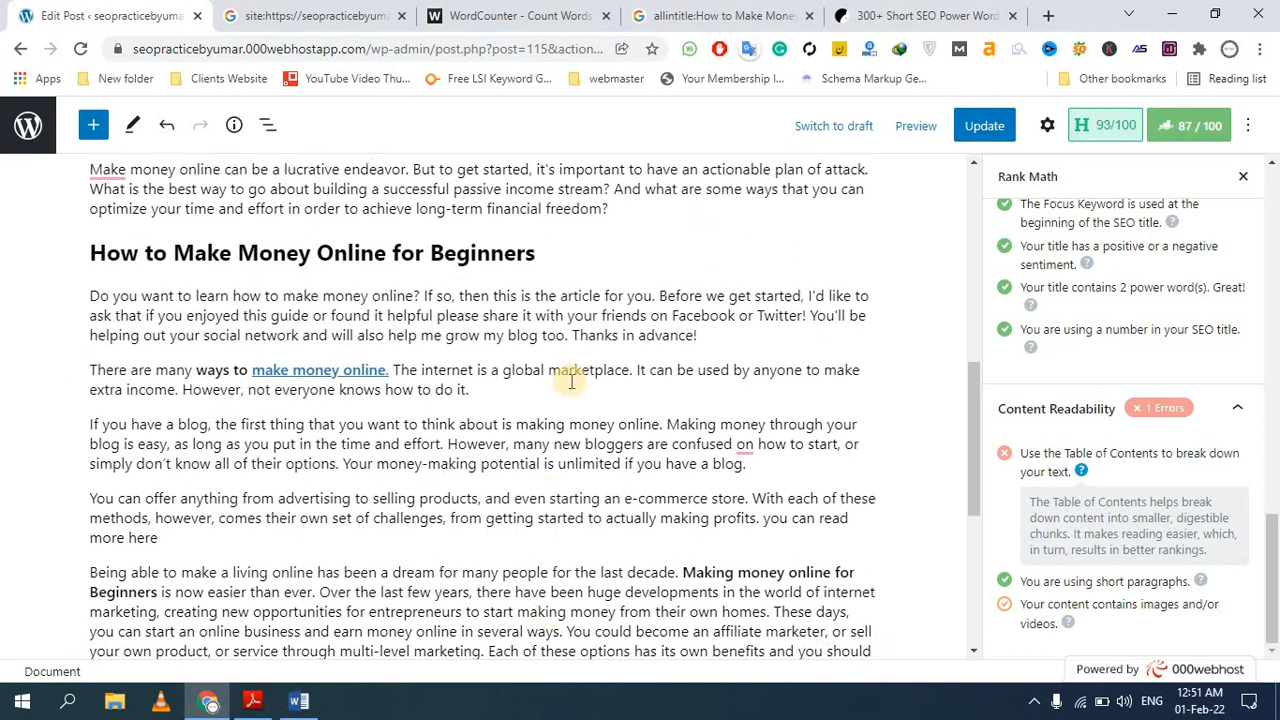 Edit Post ‹ seopracticebyumar
site:https://seopracticebyumar.
WordCounter - Count Words
allintitle:How to Make Money
300+ Short SEO Power Word
seopracticebyumar.000webhostapp.com/wp-admin/post.php?post=115&action...
Apps
New folder
Clients Website
YouTube Video Thu...
Free LSI Keyword G...
webmaster
Your Membership I...
Schema Markup Ge...
Other bookmarks
Reading list
Switch to draft
Preview
Update
H 93/100
87 / 100
Make money online can be a lucrative endeavor. But to get started, it's important to have an actionable plan of attack.
What is the best way to go about building a successful passive income stream? And what are some ways that you can
optimize your time and effort in order to achieve long-term financial freedom?
How to Make Money Online for Beginners
Do you want to learn how to make money online? If so, then this is the article for you. Before we get started, I'd like to
ask that if you enjoyed this guide or found it helpful please share it with your friends on Facebook or Twitter! You'll be
helping out your social network and will also help me grow my blog too. Thanks in advance!
There are many ways to make money online. The internet is a global marketplace. It can be used by anyone to make
extra income. However, not everyone knows how to do it.
If you have a blog, the first thing that you want to think about is making money online. Making money through your
blog is easy, as long as you put in the time and effort. However, many new bloggers are confused on how to start, or
simply don't know all of their options. Your money-making potential is unlimited if you have a blog.
You can offer anything from advertising to selling products, and even starting an e-commerce store. With each of these
methods, however, comes their own set of challenges, from getting started to actually making profits. you can read
more here
Being able to make a living online has been a dream for many people for the last decade. Making money online for
Beginners is now easier than ever. Over the last few years, there have been huge developments in the world of internet
marketing, creating new opportunities for entrepreneurs to start making money from their own homes. These days,
you can start an online business and earn money online in several ways. You could become an affiliate marketer, or sell
your own product, or service through multi-level marketing. Each of these options has its own benefits and you should
Rank Math
The Focus Keyword is used at the
beginning of the SEO title.
Your title has a positive or a negative
sentiment.
Your title contains 2 power word(s). Great!
You are using a number in your SEO title.
Content Readability × 1 Errors
Use the Table of Contents to break down
your text.
The Table of Contents helps break
down content into smaller, digestible
chunks. It makes reading easier, which,
in turn, results in better rankings.
You are using short paragraphs.
Your content contains images and/or
videos.
Document
Powered by 000webhost
ENG
12:51 AM
01-Feb-22